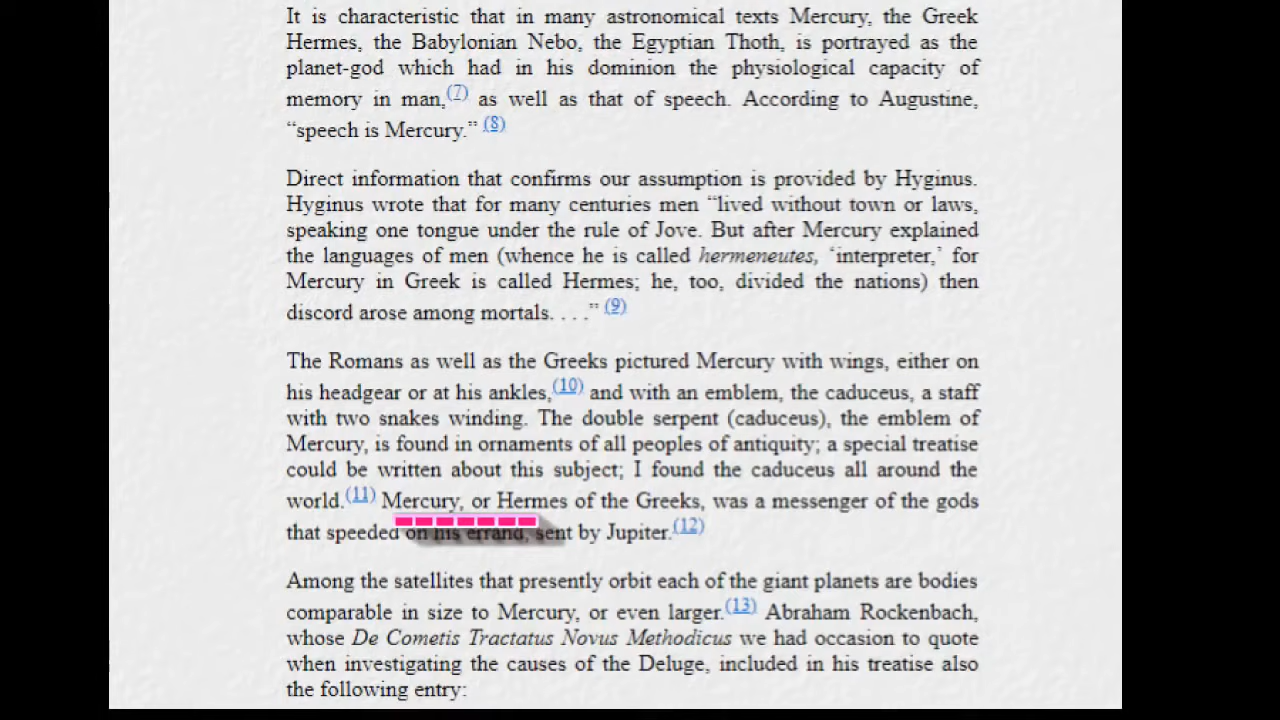 It is characteristic that in many astronomical texts Mercury, the Greek
Hermes, the Babylonian Nebo, the Egyptian Thoth, is portrayed as the
planet-god which had in his dominion the physiological capacity of
memory in man,(7) as well as that of speech. According to Augustine,
“speech is Mercury.” (8)
Direct information that confirms our assumption is provided by Hyginus.
Hyginus wrote that for many centuries men “lived without town or laws,
speaking one tongue under the rule of Jove. But after Mercury explained
the languages of men (whence he is called hermeneutes, ‘interpreter,’ for
Mercury in Greek is called Hermes; he, too, divided the nations) then
discord arose among mortals. . . .” (9)
The Romans as well as the Greeks pictured Mercury with wings, either on
his headgear or at his ankles,(10) and with an emblem, the caduceus, a staff
with two snakes winding. The double serpent (caduceus), the emblem of
Mercury, is found in ornaments of all peoples of antiquity; a special treatise
could be written about this subject; I found the caduceus all around the
world.(11) Mercury, or Hermes of the Greeks, was a messenger of the gods
that speeded on his errand, sent by Jupiter.(12)
Among the satellites that presently orbit each of the giant planets are bodies
comparable in size to Mercury, or even larger.(13) Abraham Rockenbach,
whose De Cometis Tractatus Novus Methodicus we had occasion to quote
when investigating the causes of the Deluge, included in his treatise also
the following entry: